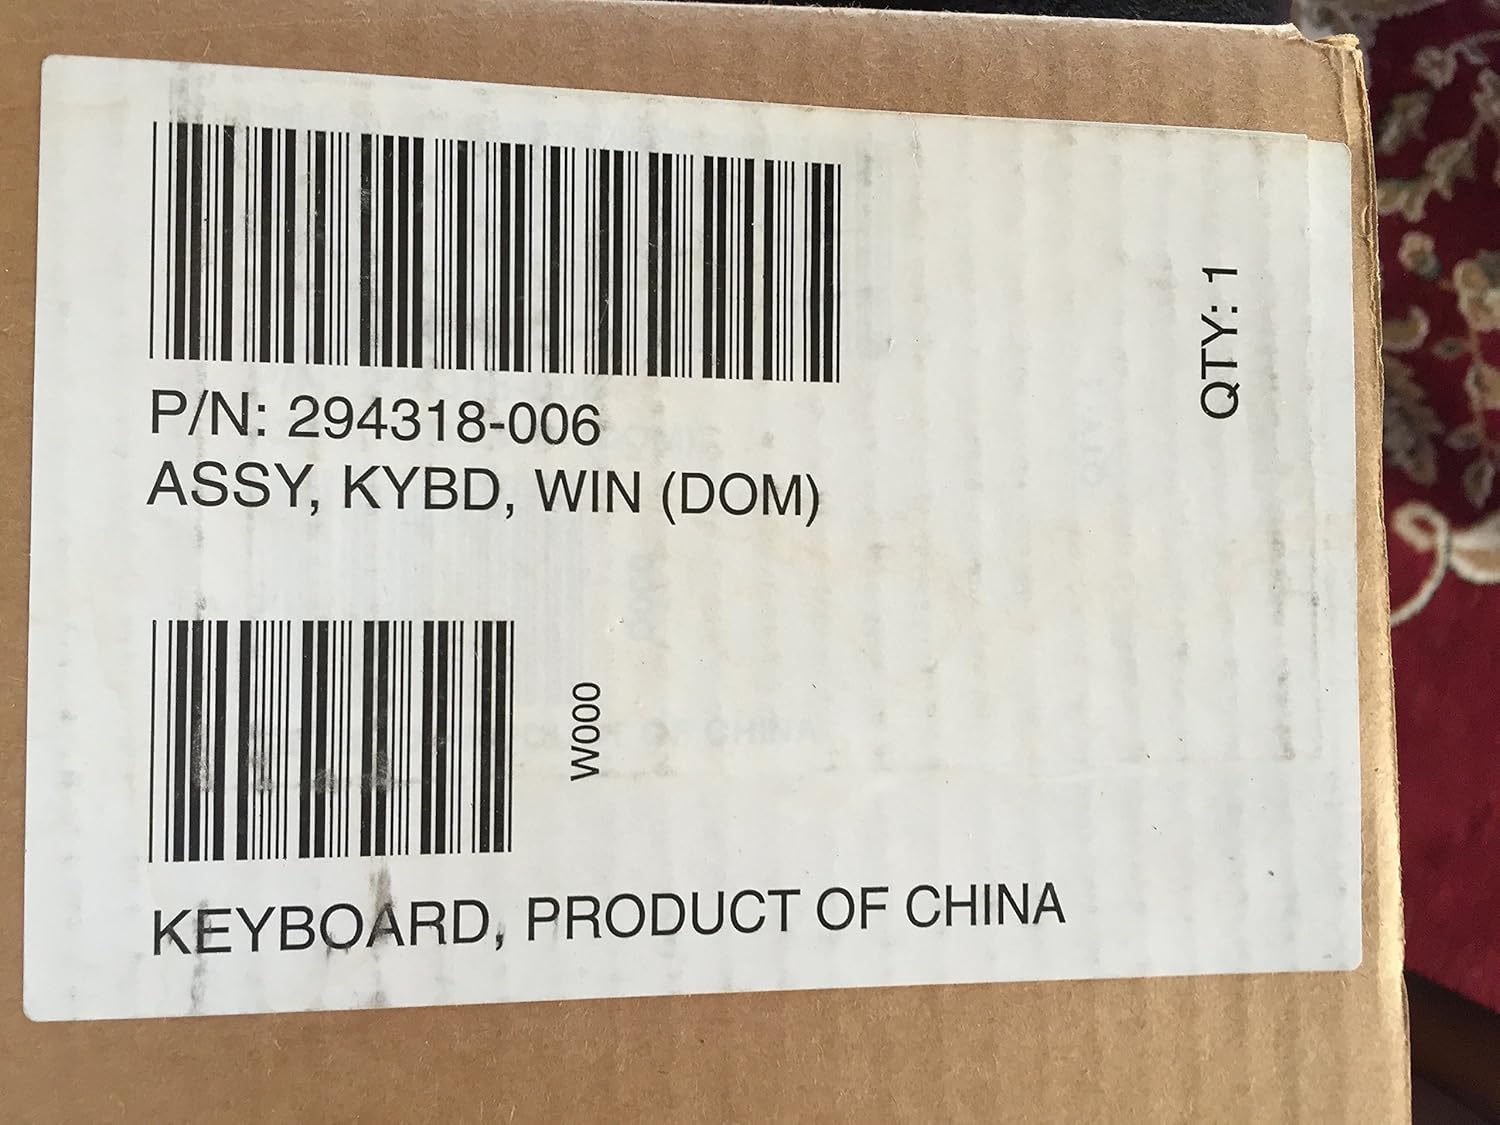 P/N: 294318-006
ASSY, KYBD, WIN (DOM)
QTY: 1
W000
KEYBOARD, PRODUCT OF CHINA